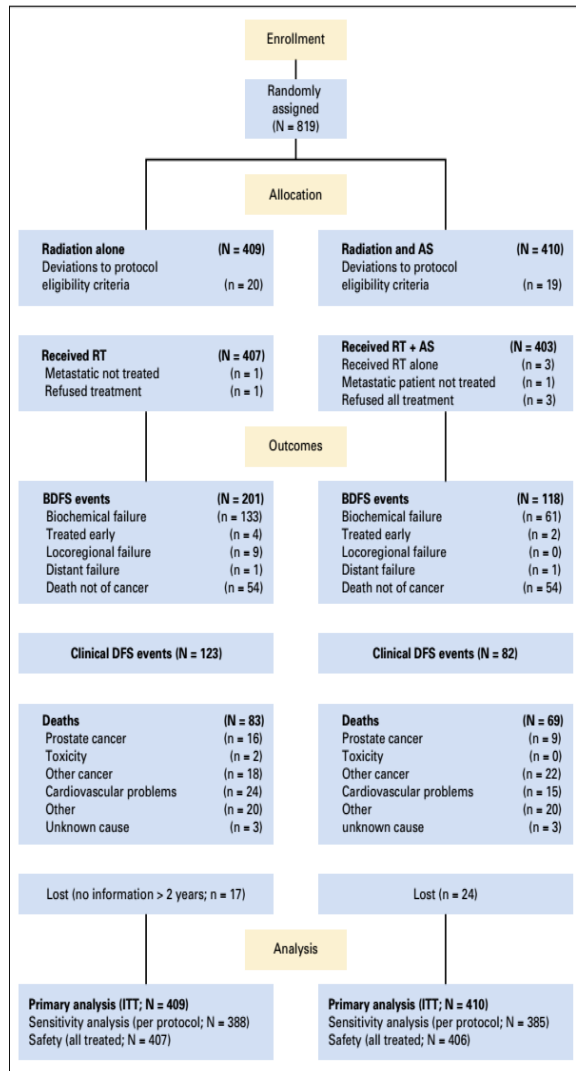 Enrollment
Randomly
assigned
(N = 819)
Allocation
Radiation alone (N = 409)
Deviations to protocol
eligibility criteria (n = 20)
Radiation and AS (N = 410)
Deviations to protocol
eligibility criteria (n = 19)
Received RT (N = 407)
Metastatic not treated (n = 1)
Refused treatment (n = 1)
Received RT + AS (N = 403)
Received RT alone (n = 3)
Metastatic patient not treated (n = 1)
Refused all treatment (n = 3)
Outcomes
BDFS events (N = 201)
Biochemical failure (n = 133)
Treated early (n = 4)
Locoregional failure (n = 9)
Distant failure (n = 1)
Death not of cancer (n = 54)
BDFS events (N = 118)
Biochemical failure (n = 61)
Treated early (n = 2)
Locoregional failure (n = 0)
Distant failure (n = 1)
Death not of cancer (n = 54)
Clinical DFS events (N = 123)
Clinical DFS events (N = 82)
Deaths (N = 83)
Prostate cancer (n = 16)
Toxicity (n = 2)
Other cancer (n = 18)
Cardiovascular problems (n = 24)
Other (n = 20)
Unknown cause (n = 3)
Deaths (N = 69)
Prostate cancer (n = 9)
Toxicity (n = 0)
Other cancer (n = 22)
Cardiovascular problems (n = 15)
Other (n = 20)
unknown cause (n = 3)
Lost (no information > 2 years; n = 17)
Lost (n = 24)
Analysis
Primary analysis (ITT; N = 409)
Sensitivity analysis (per protocol; N = 388)
Safety (all treated; N = 407)
Primary analysis (ITT; N = 410)
Sensitivity analysis (per protocol; N = 385)
Safety (all treated; N = 406)